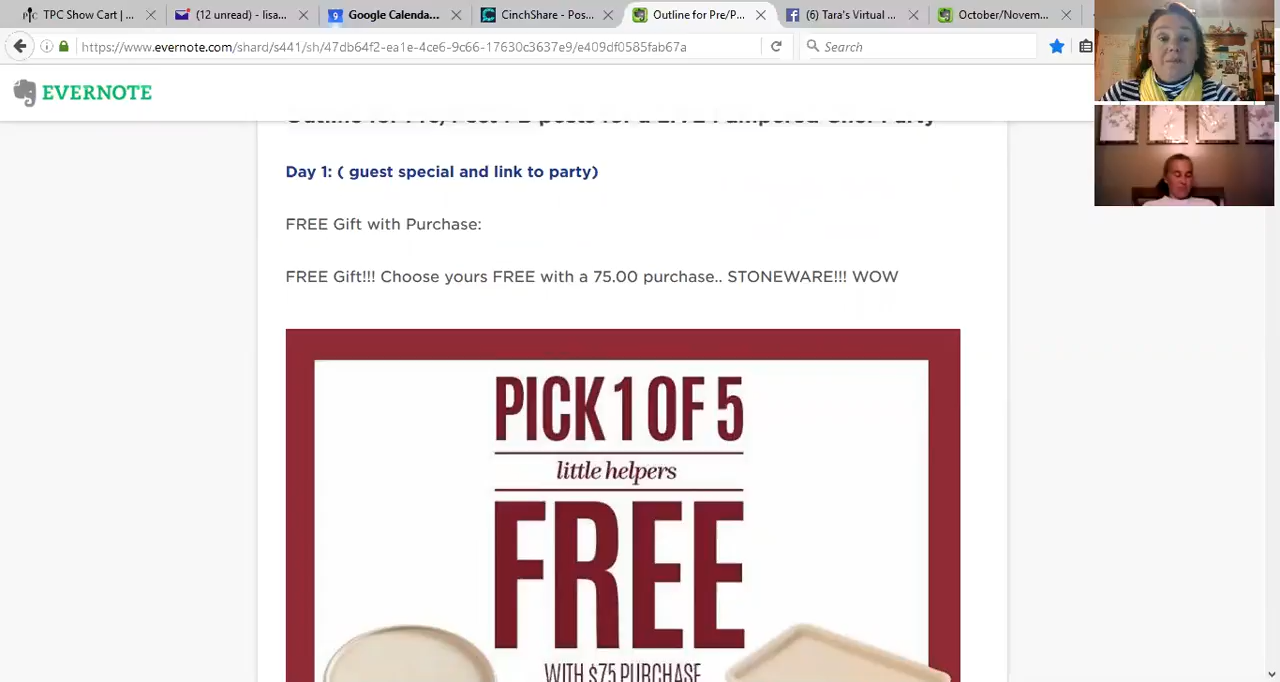 TPC Show Cart | ...
(12 unread) - lisa...
Google Calenda...
CinchShare - Pos...
Outline for Pre/P...
(6) Tara's Virtual ...
October/Novem...
https://www.evernote.com/shard/s441/sh/47db64f2-ea1e-4ce6-9c66-17630c3637e9/e409df0585fab67a
Search
EVERNOTE
Day 1: ( guest special and link to party)
FREE Gift with Purchase:
FREE Gift!!! Choose yours FREE with a 75.00 purchase.. STONEWARE!!! WOW
PICK 1 OF 5
little helpers
FREE
WITH $75 PURCHASE